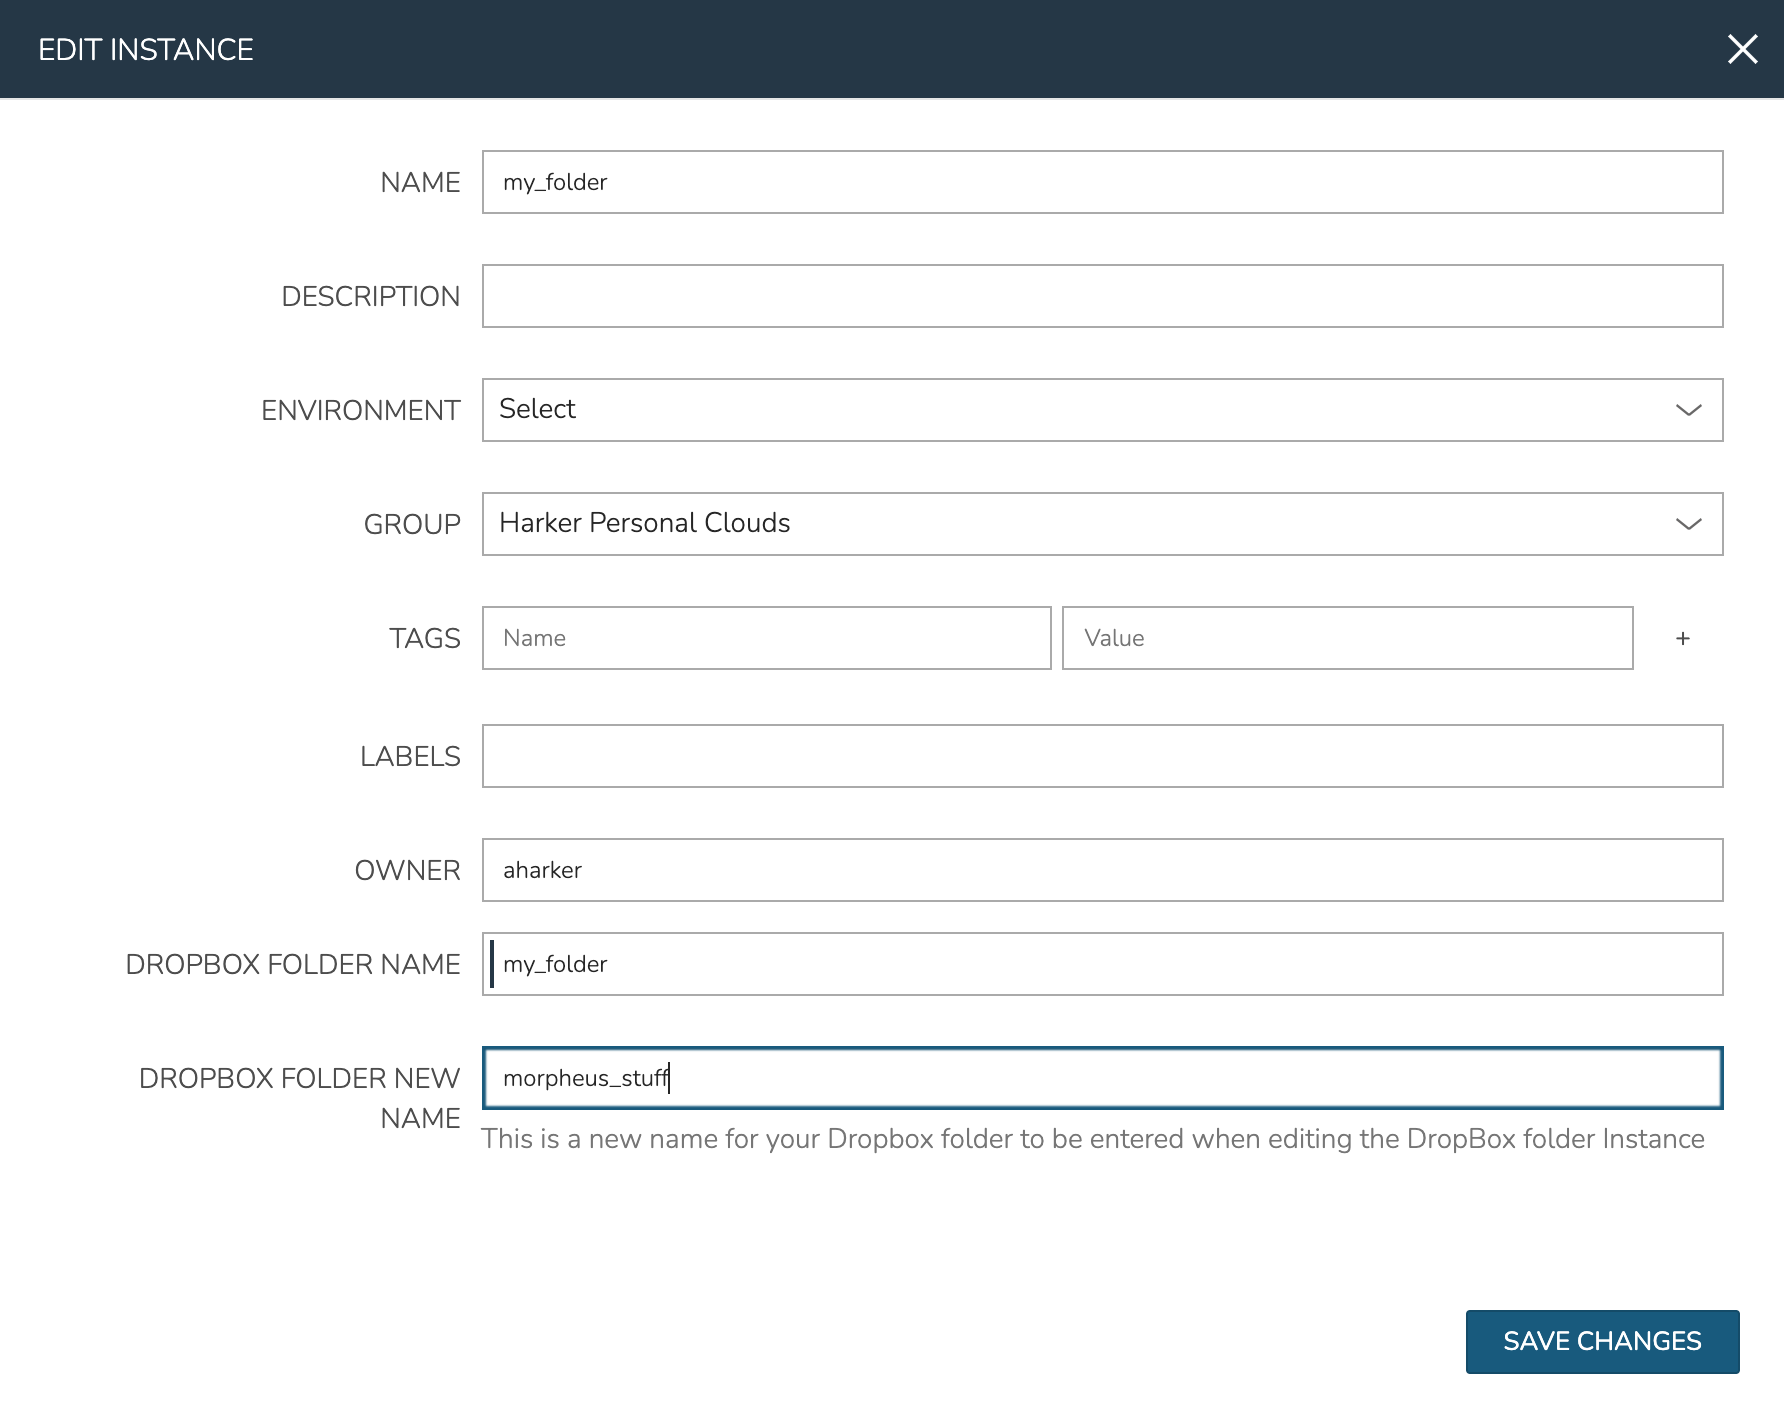 EDIT INSTANCE
NAME my_folder
DESCRIPTION
ENVIRONMENT Select
GROUP Harker Personal Clouds
TAGS Name Value +
LABELS
OWNER aharker
DROPBOX FOLDER NAME my_folder
DROPBOX FOLDER NEW morpheus_stuff
NAME
This is a new name for your Dropbox folder to be entered when editing the DropBox folder Instance
SAVE CHANGES